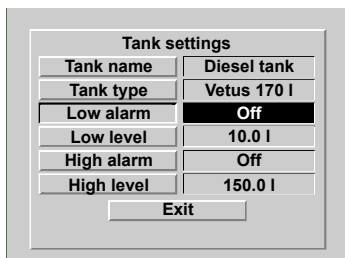 Tank settings
Tank name Diesel tank
Tank type Vetus 170 l
Low alarm Off
Low level 10.0 l
High alarm Off
High level 150.0 l
Exit